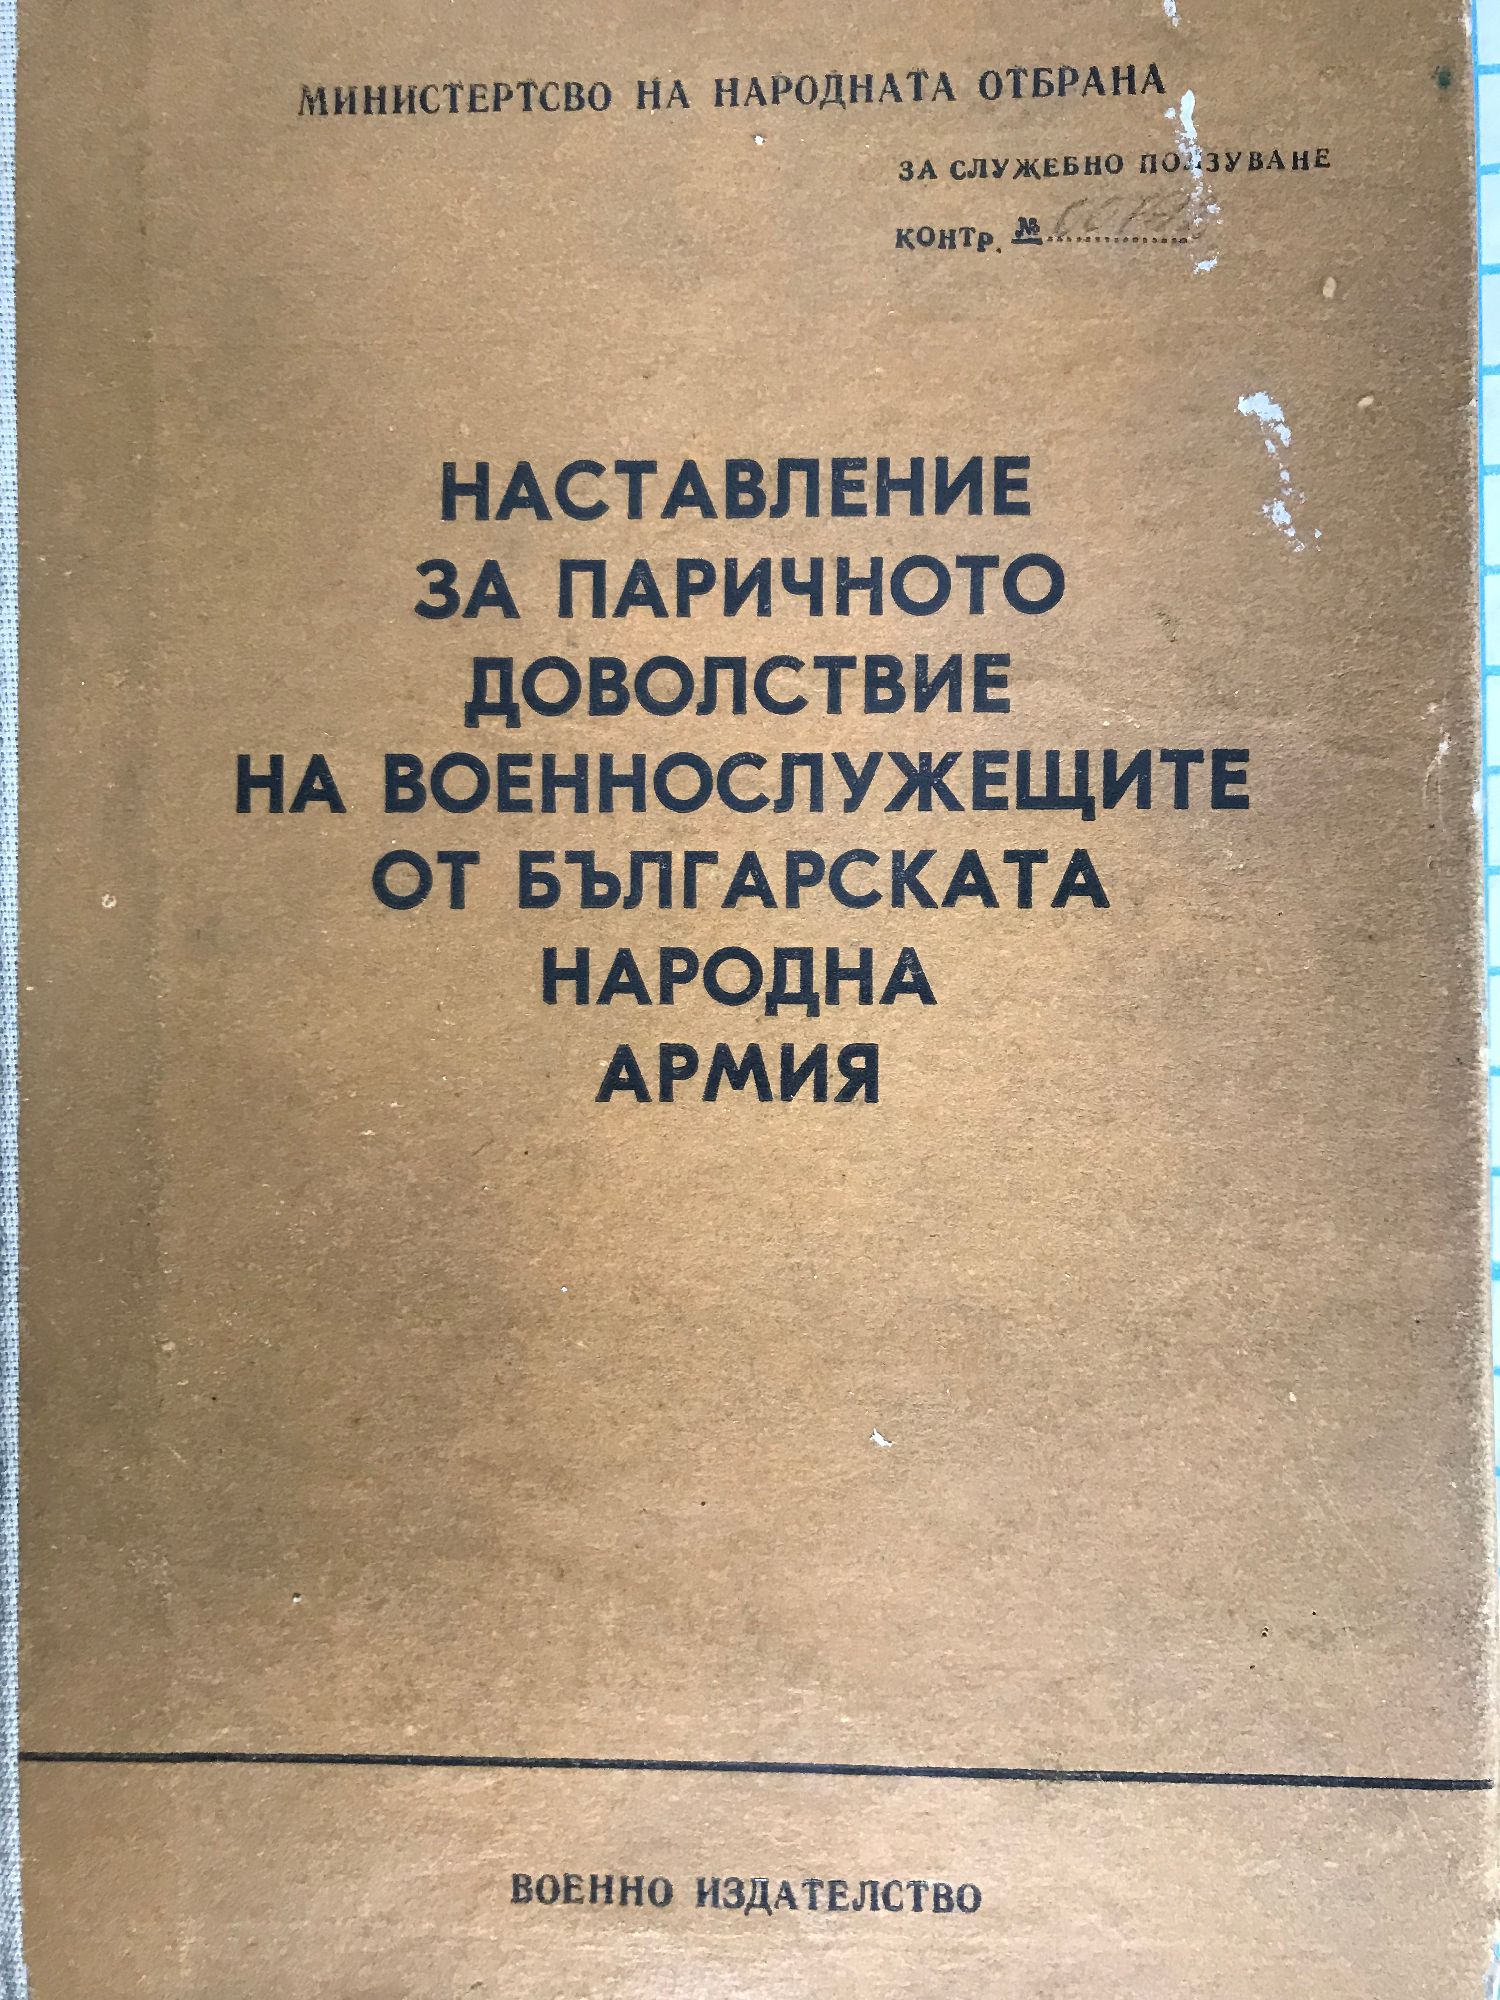 МИНИСТЕРТСВО НА НАРОДНАТА ОТБРАНА
ЗА СЛУЖЕБНО ПОЛЗУВАНЕ
КОНТР. №
НАСТАВЛЕНИЕ
ЗА ПАРИЧНОТО
ДОВОЛСТВИЕ
НА ВОЕННОСЛУЖЕЩИТЕ
ОТ БЪЛГАРСКАТА
НАРОДНА
АРМИЯ
ВОЕННО ИЗДАТЕЛСТВО